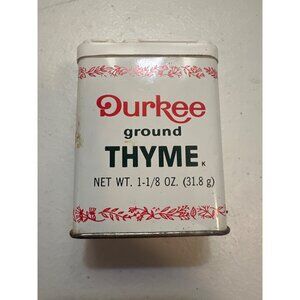 Durkee
ground
THYME K
NET WT. 1-1/8 OZ. (31.8 g)